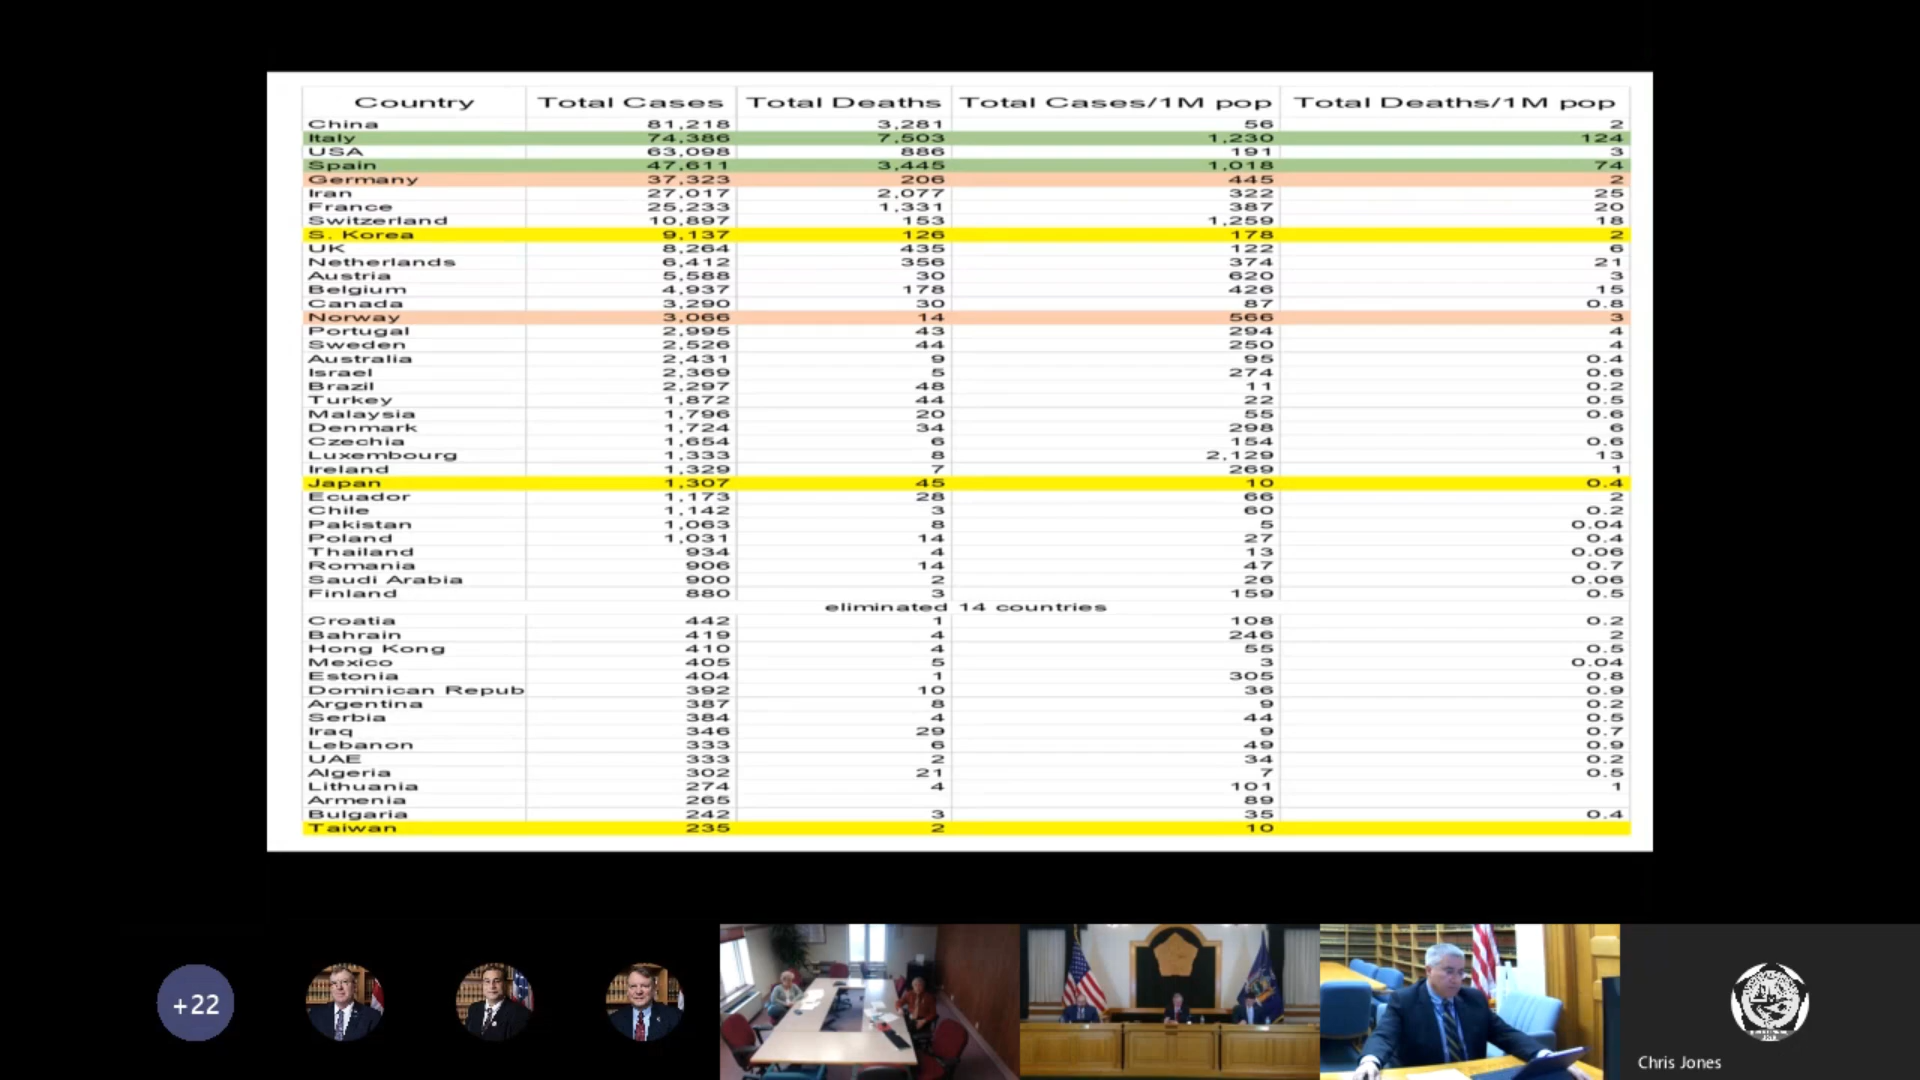 Country Total Cases Total Deaths Total Cases/1M pop Total Deaths/1M pop
China 81,218 3,281 56 2
Italy 74,386 7,503 1,230 124
USA 63,098 886 191 3
Spain 47,611 3,445 1,018 74
Germany 37,323 206 445 2
Iran 27,017 2,077 322 25
France 25,233 1,331 387 20
Switzerland 10,897 153 1,259 18
S. Korea 9,137 126 178 2
UK 8,264 435 122 6
Netherlands 6,412 356 374 21
Austria 5,588 30 620 3
Belgium 4,937 178 426 15
Canada 3,290 30 87 0.8
Norway 3,066 14 566 3
Portugal 2,995 43 294 4
Sweden 2,526 44 250 4
Australia 2,431 9 95 0.4
Israel 2,369 5 274 0.6
Brazil 2,297 48 11 0.2
Turkey 1,872 44 22 0.5
Malaysia 1,796 20 55 0.6
Denmark 1,724 34 298 6
Czechia 1,654 6 154 0.6
Luxembourg 1,333 8 2,129 13
Ireland 1,329 7 269 1
Japan 1,307 45 10 0.4
Ecuador 1,173 28 66 2
Chile 1,142 3 60 0.2
Pakistan 1,063 8 5 0.04
Poland 1,031 14 27 0.4
Thailand 934 4 13 0.06
Romania 906 14 47 0.7
Saudi Arabia 900 2 26 0.06
Finland 880 3 159 0.5
eliminated 14 countries
Croatia 442 1 108 0.2
Bahrain 419 4 246 2
Hong Kong 410 4 55 0.5
Mexico 405 5 3 0.04
Estonia 404 1 305 0.8
Dominican Repub 392 10 36 0.9
Argentina 387 8 9 0.2
Serbia 384 4 44 0.5
Iraq 346 29 9 0.7
Lebanon 333 6 49 0.9
UAE 333 2 34 0.2
Algeria 302 21 7 0.5
Lithuania 274 4 101 1
Armenia 265 89
Bulgaria 242 3 35 0.4
Taiwan 235 2 10
+22
Chris Jones